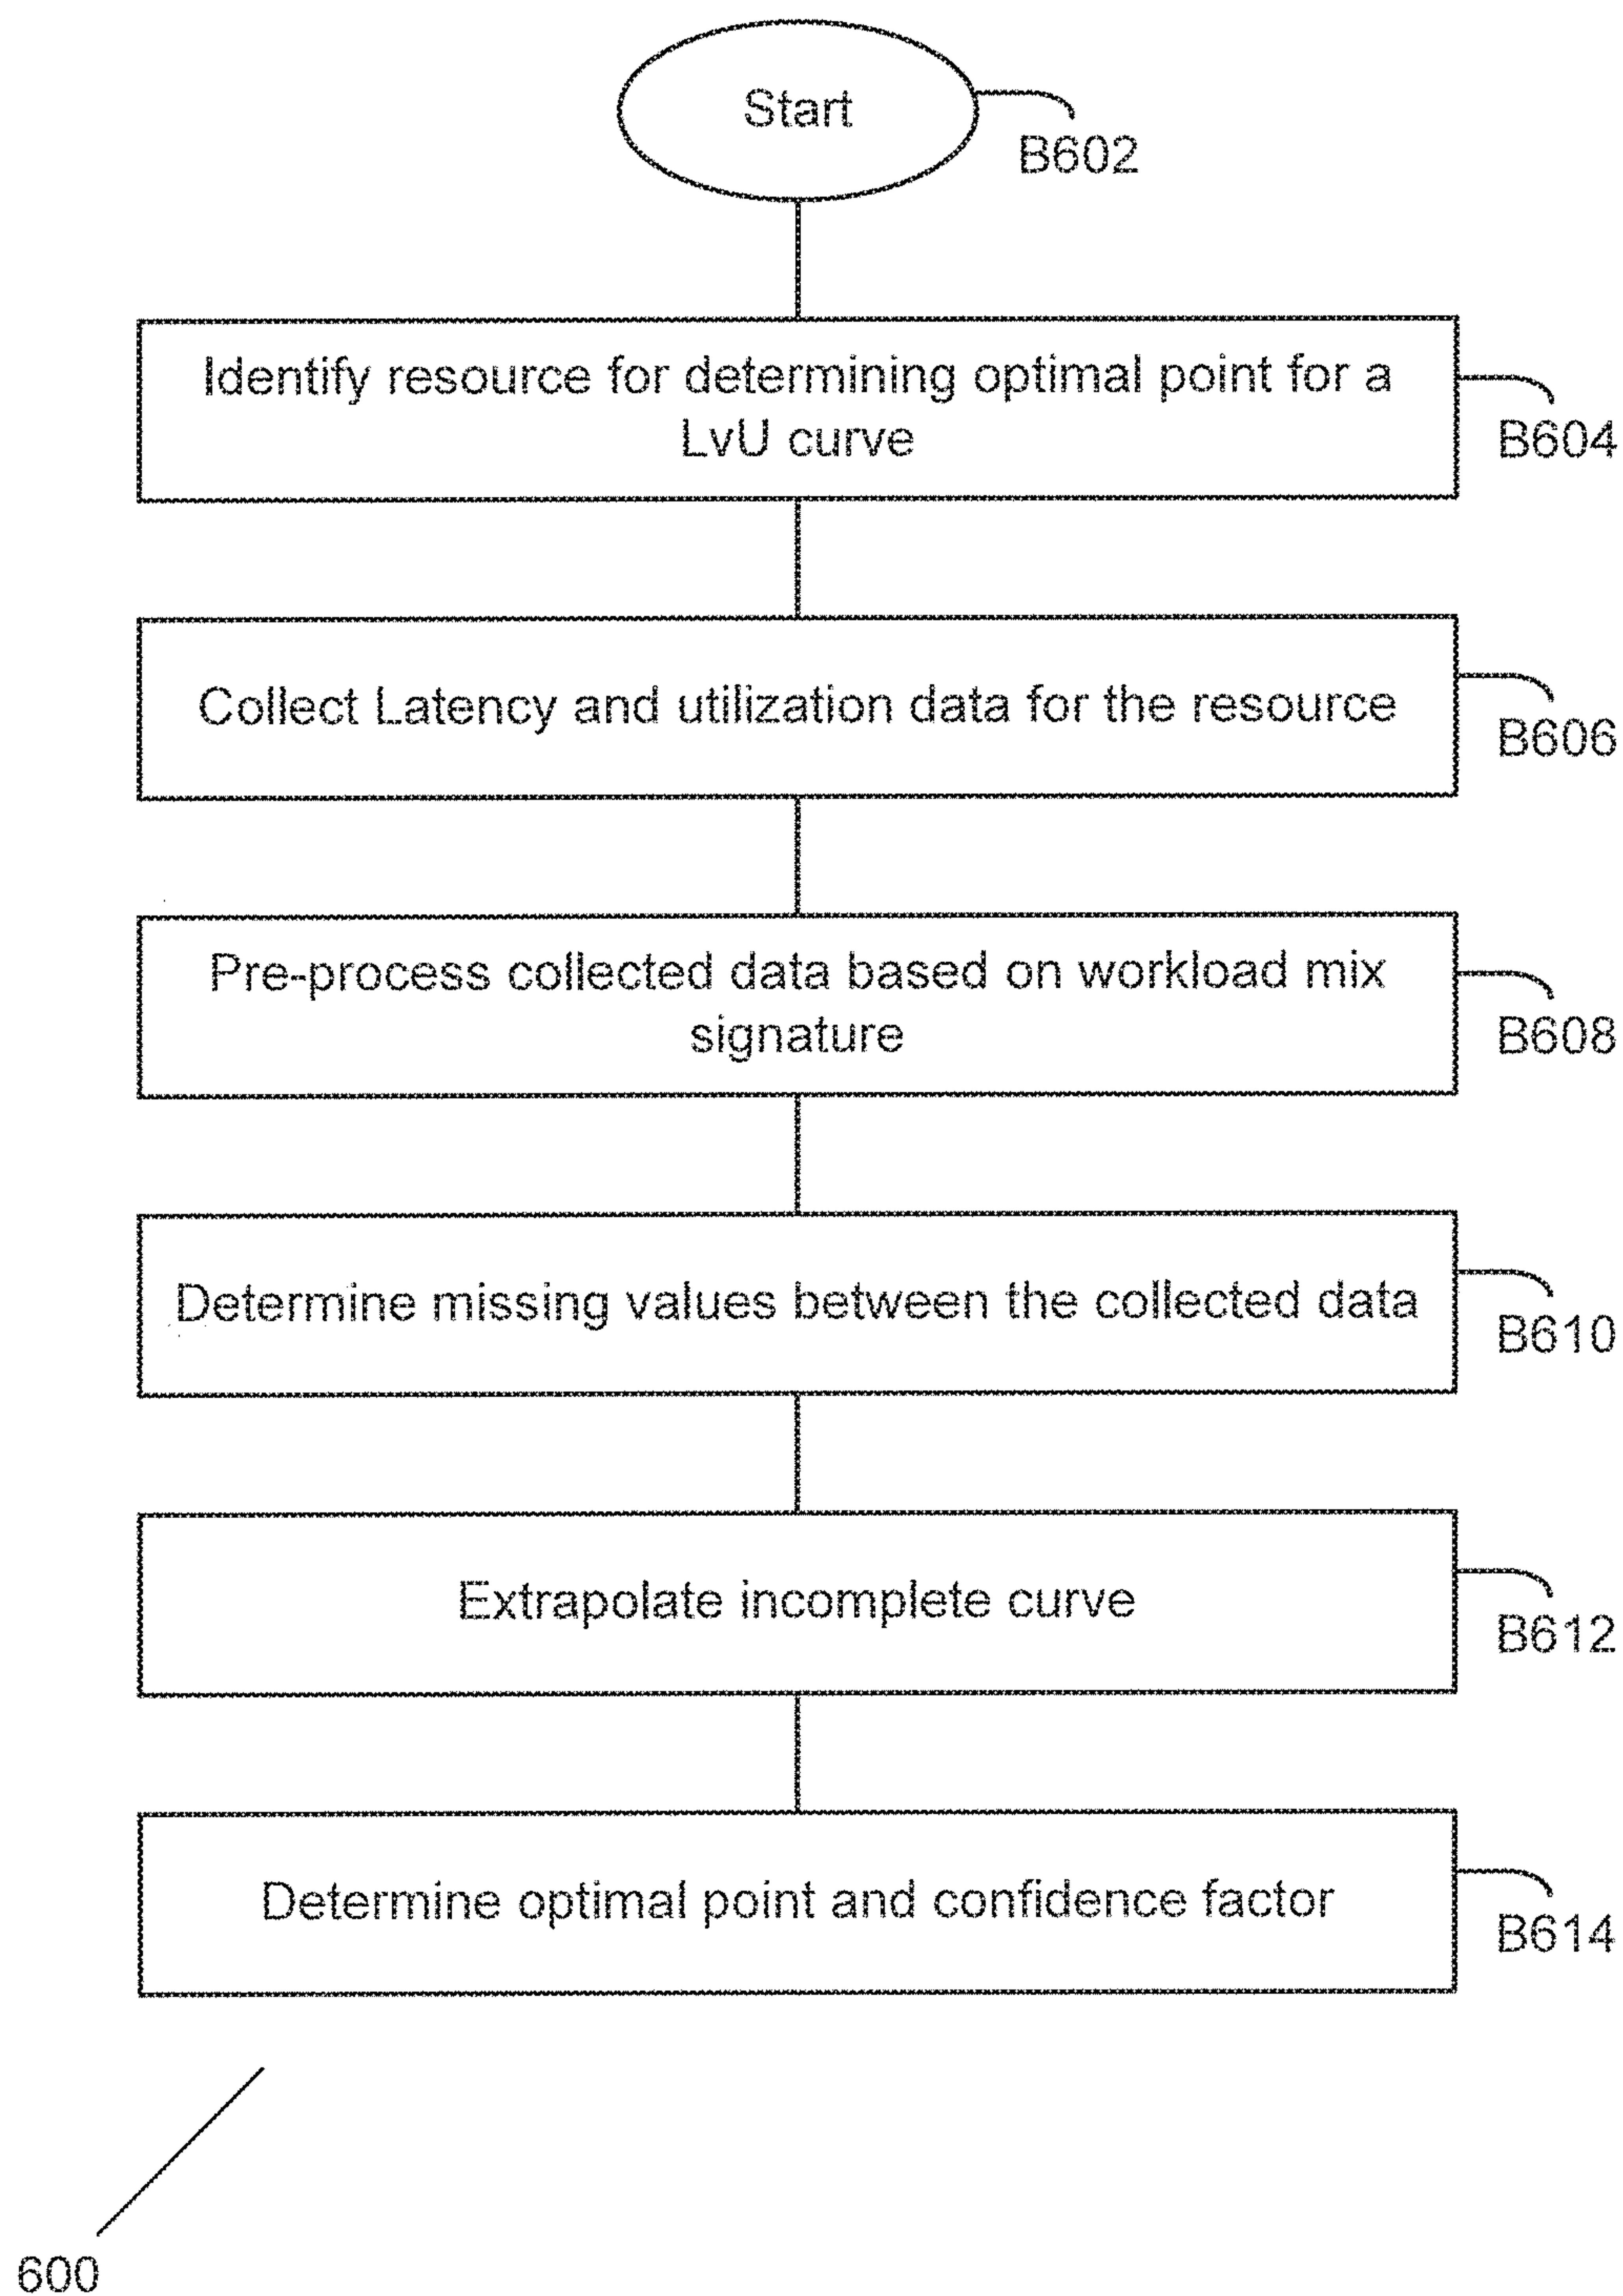 Start
B602
Identify resource for determining optimal point for a
LvU curve
B604
Collect Latency and utilization data for the resource
B606
Pre-process collected data based on workload mix
signature
B608
Determine missing values between the collected data
B610
Extrapolate incomplete curve
B612
Determine optimal point and confidence factor
B614
600